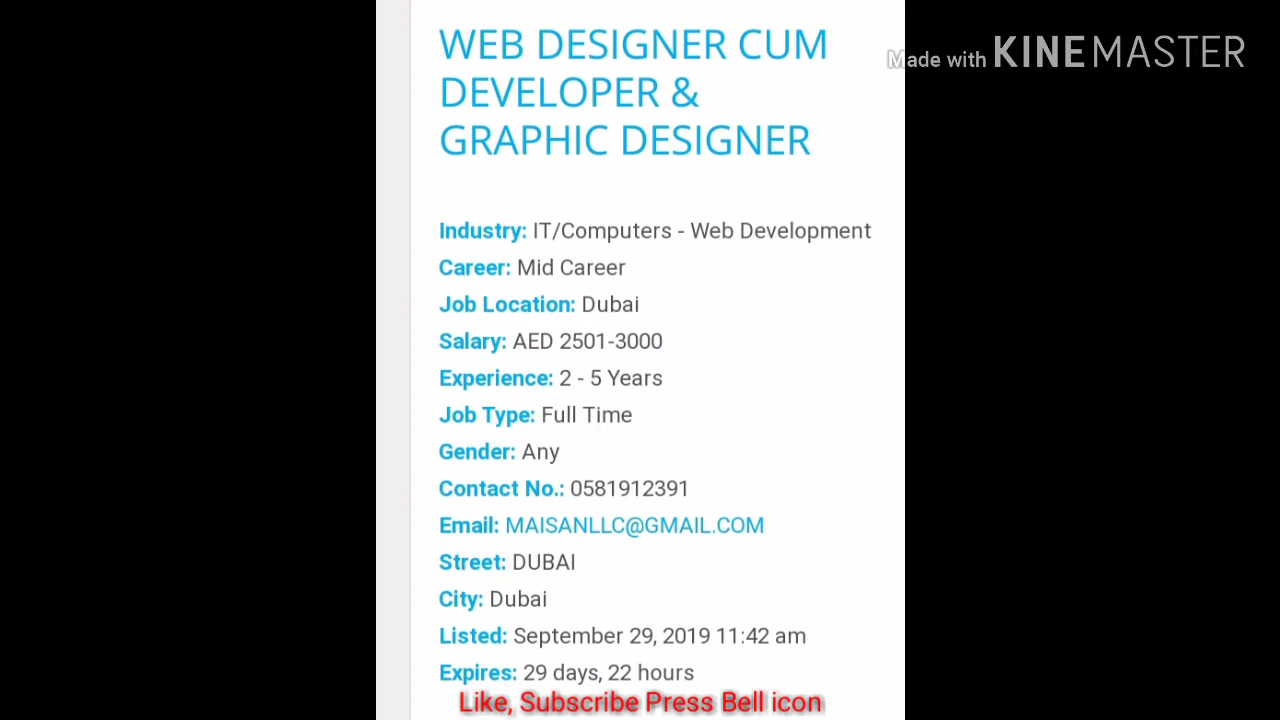 WEB DESIGNER CUM
DEVELOPER &
GRAPHIC DESIGNER
Made with KINEMASTER
Industry: IT/Computers - Web Development
Career: Mid Career
Job Location: Dubai
Salary: AED 2501-3000
Experience: 2 - 5 Years
Job Type: Full Time
Gender: Any
Contact No.: 0581912391
Email: MAISANLLC@GMAIL.COM
Street: DUBAI
City: Dubai
Listed: September 29, 2019 11:42 am
Expires: 29 days, 22 hours
Like, Subscribe Press Bell icon